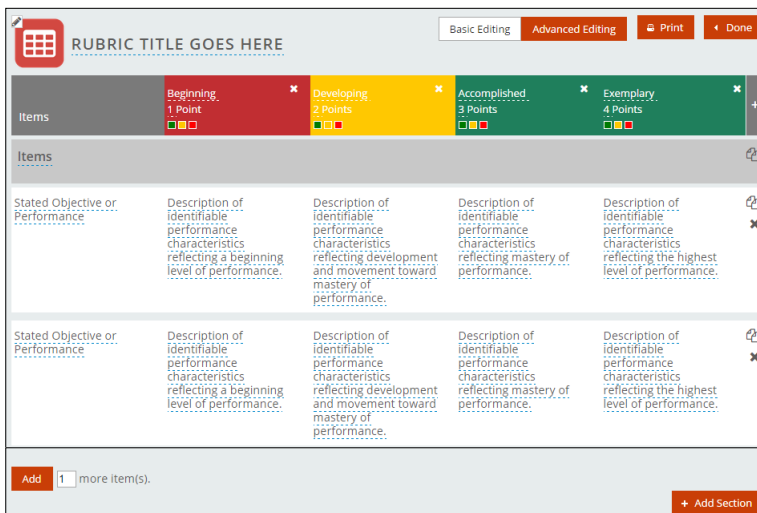 RUBRIC TITLE GOES HERE
Basic Editing
Advanced Editing
Print
Done
Items
Beginning
1 Point
Developing
2 Points
Accomplished
3 Points
Exemplary
4 Points
+
Items
Stated Objective or
Performance
Description of
identifiable
performance
characteristics
reflecting a beginning
level of performance.
Description of
identifiable
performance
characteristics
reflecting development
and movement toward
mastery of
performance.
Description of
identifiable
performance
characteristics
reflecting mastery of
performance.
Description of
identifiable
performance
characteristics
reflecting the highest
level of performance.
Stated Objective or
Performance
Description of
identifiable
performance
characteristics
reflecting a beginning
level of performance.
Description of
identifiable
performance
characteristics
reflecting development
and movement toward
mastery of
performance.
Description of
identifiable
performance
characteristics
reflecting mastery of
performance.
Description of
identifiable
performance
characteristics
reflecting the highest
level of performance.
Add 1 more item(s).
+ Add Section